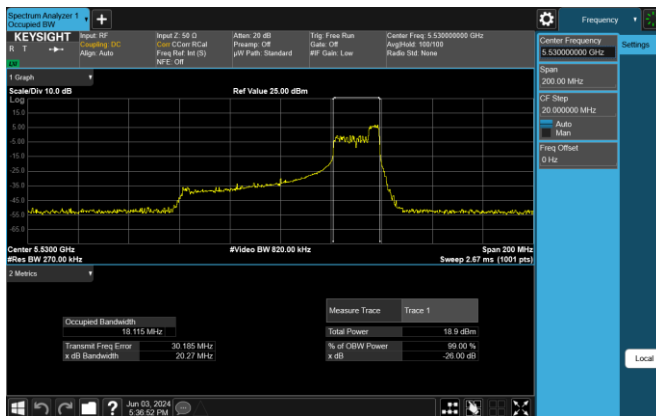 Spectrum Analyzer 1
Occupied BW
Frequency
KEYSIGHT
R T
Input: RF
Coupling: DC
Align: Auto
Input Z: 50 Ω
Corr CCorr RCal
Freq Ref: Int (S)
NFE: Off
Atten: 20 dB
Preamp: Off
µW Path: Standard
Trig: Free Run
Gate: Off
#IF Gain: Low
Center Freq: 5.530000000 GHz
Avg|Hold: 100/100
Radio Std: None
Center Frequency
5.530000000 GHz
Settings
Span
200.00 MHz
CF Step
20.000000 MHz
Auto
Man
Freq Offset
0 Hz
1 Graph
Scale/Div 10.0 dB
Ref Value 25.00 dBm
Log
15.0
5.00
-5.00
-15.0
-25.0
-35.0
-45.0
-55.0
-65.0
Center 5.5300 GHz
#Video BW 820.00 kHz
Span 200 MHz
#Res BW 270.00 kHz
Sweep 2.67 ms (1001 pts)
2 Metrics
Measure Trace
Trace 1
Occupied Bandwidth
18.115 MHz
Total Power
18.9 dBm
Transmit Freq Error
30.185 MHz
% of OBW Power
99.00 %
x dB Bandwidth
20.27 MHz
x dB
-26.00 dB
Local
Jun 03, 2024
5:36:52 PM